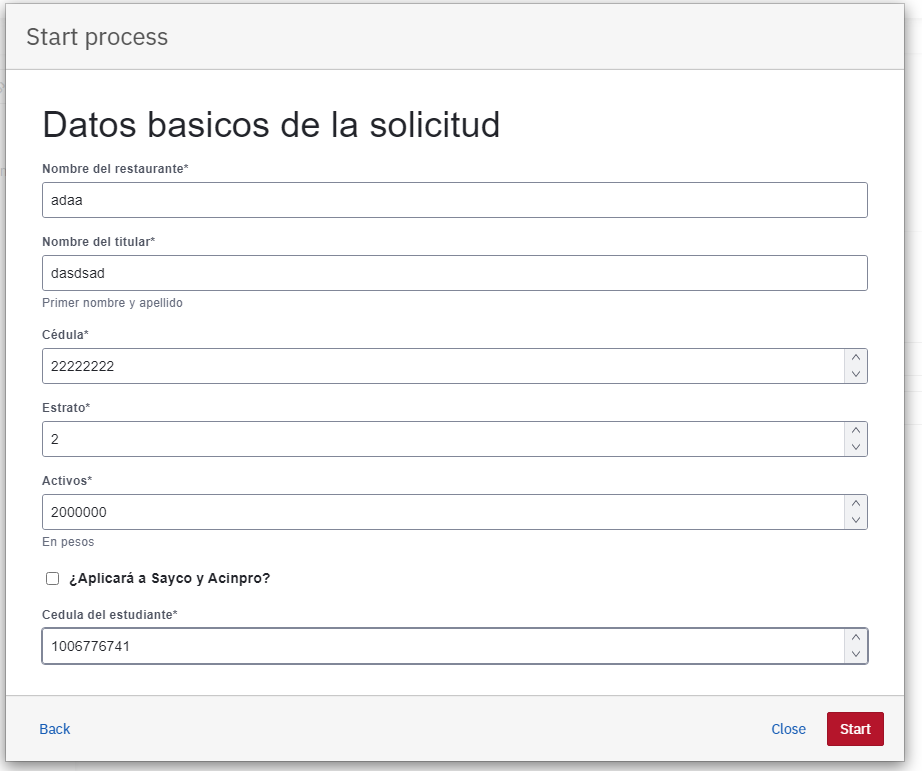 Start process
Datos basicos de la solicitud
Nombre del restaurante*
adaa
Nombre del titular*
dasdsad
Primer nombre y apellido
Cédula*
22222222
Estrato*
2
Activos*
2000000
En pesos
¿Aplicará a Sayco y Acinpro?
Cedula del estudiante*
1006776741
Back Close Start